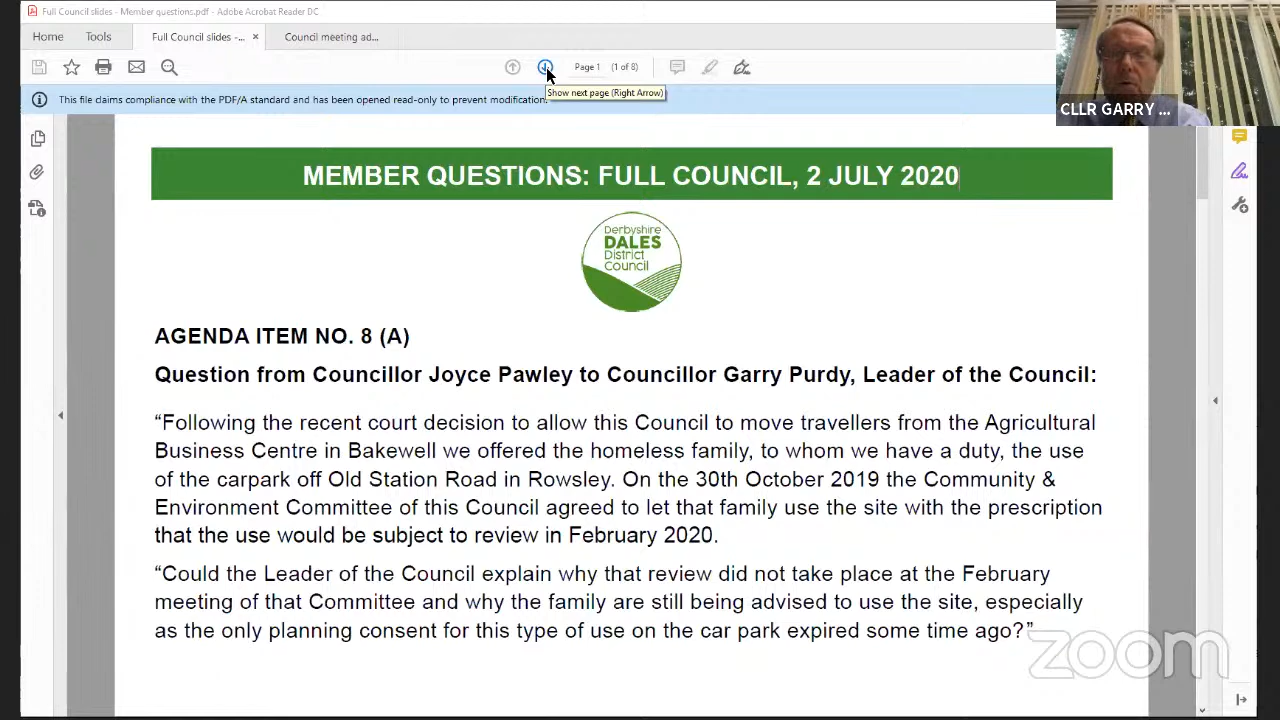 Full Council slides - Member questions.pdf - Adobe Acrobat Reader DC
Home Tools Full Council slides -... × Council meeting ad...
Page 1 (1 of 8)
Show next page (Right Arrow)
This file claims compliance with the PDF/A standard and has been opened read-only to prevent modification.
CLLR GARRY ...
MEMBER QUESTIONS: FULL COUNCIL, 2 JULY 2020
Derbyshire
DALES
District
Council
AGENDA ITEM NO. 8 (A)
Question from Councillor Joyce Pawley to Councillor Garry Purdy, Leader of the Council:
“Following the recent court decision to allow this Council to move travellers from the Agricultural
Business Centre in Bakewell we offered the homeless family, to whom we have a duty, the use
of the carpark off Old Station Road in Rowsley. On the 30th October 2019 the Community &
Environment Committee of this Council agreed to let that family use the site with the prescription
that the use would be subject to review in February 2020.
“Could the Leader of the Council explain why that review did not take place at the February
meeting of that Committee and why the family are still being advised to use the site, especially
as the only planning consent for this type of use on the car park expired some time ago?”
zoom